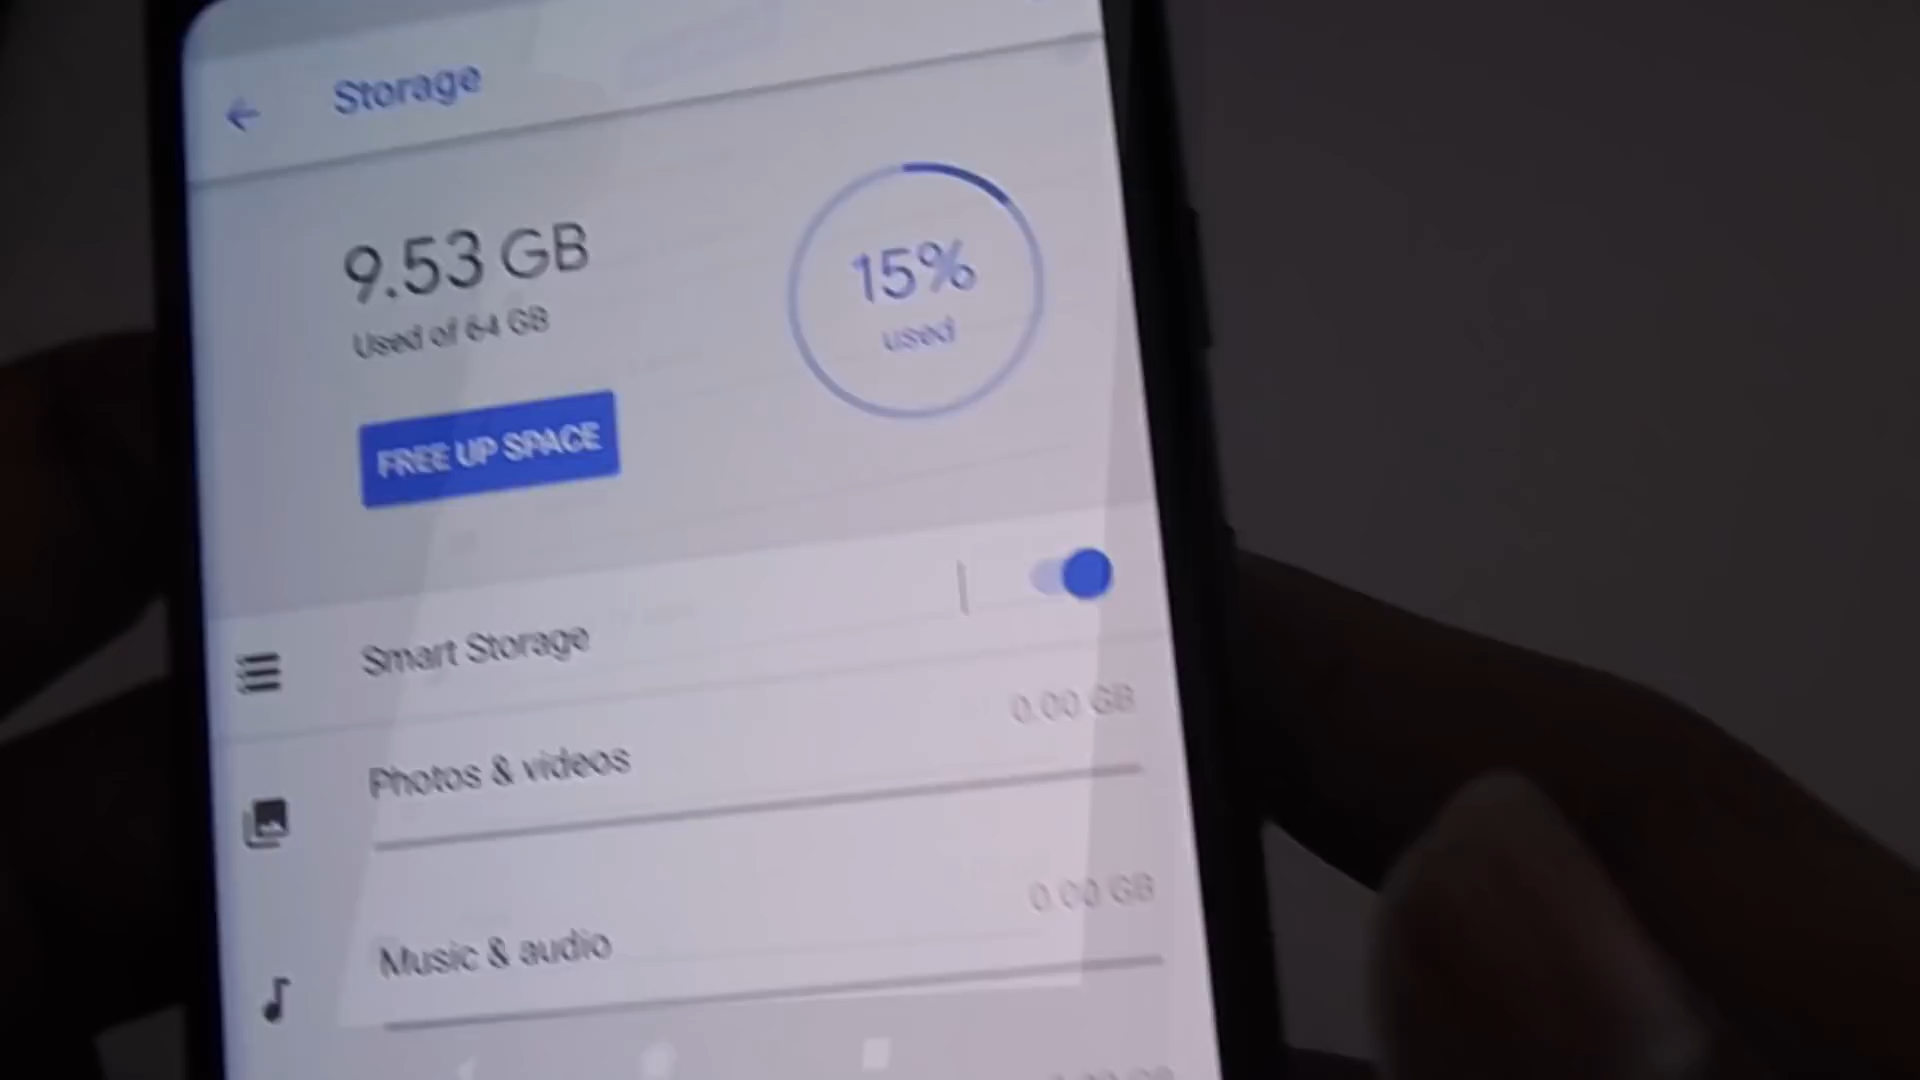 Storage
9.53 GB
Used of 64 GB
15%
used
FREE UP SPACE
Smart Storage
0.00 GB
Photos & videos
0.00 GB
Music & audio